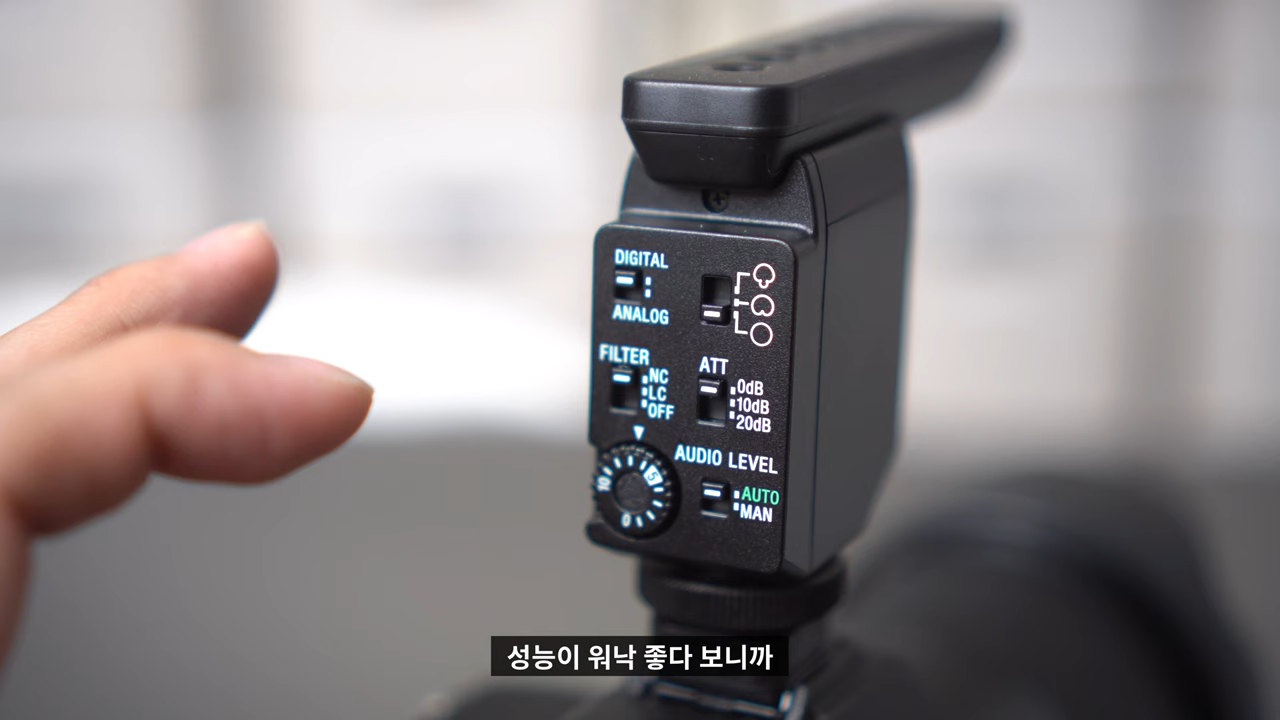 DIGITAL
ANALOG
FILTER
NC
LC
OFF
ATT
0dB
10dB
20dB
AUDIO LEVEL
AUTO
MAN
10
5
0
성능이 워낙 좋다 보니까